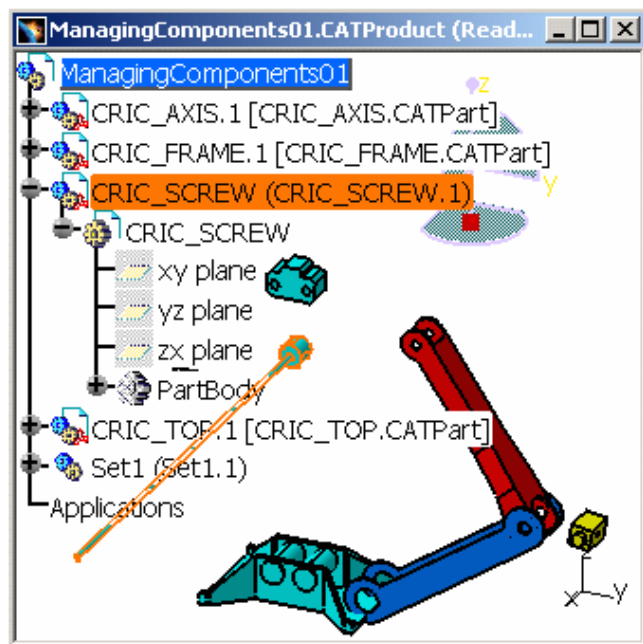 ManagingComponents01.CATProduct (Read...
ManagingComponents01
CRIC_AXIS.1 [CRIC_AXIS.CATPart]
CRIC_FRAME.1 [CRIC_FRAME.CATPart]
CRIC_SCREW (CRIC_SCREW.1)
CRIC_SCREW
xy plane
yz plane
zx plane
PartBody
CRIC_TOP.1 [CRIC_TOP.CATPart]
Set1 (Set1.1)
Applications
z
y
x
y